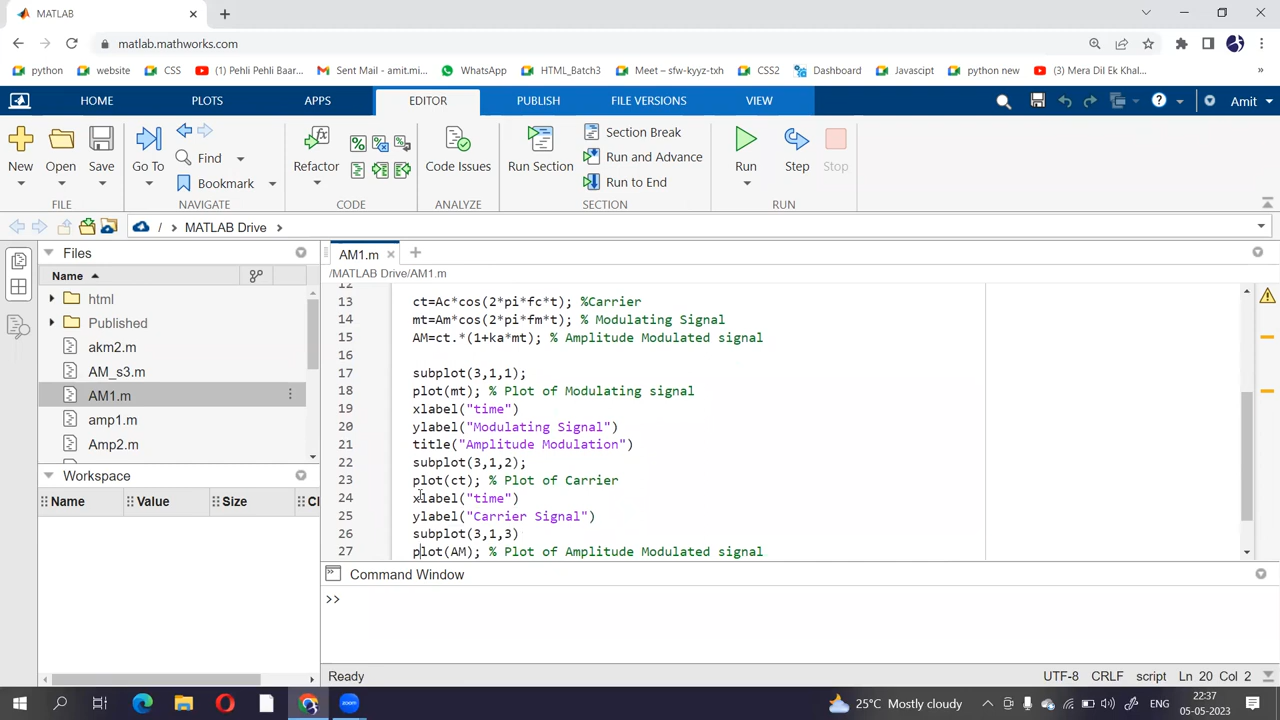 MATLAB
matlab.mathworks.com
python website CSS (1) Pehli Pehli Baar... Sent Mail - amit.mi... WhatsApp HTML_Batch3 Meet – sfw-kyyz-txh CSS2 Dashboard Javascipt python new (3) Mera Dil Ek Khal... »
HOME PLOTS APPS EDITOR PUBLISH FILE VERSIONS VIEW Amit
New Open Save Go To Find Bookmark Refactor Code Issues Run Section Section Break Run and Advance Run to End Run Step Stop
FILE NAVIGATE CODE ANALYZE SECTION RUN
/ MATLAB Drive
Files
Name
html
Published
akm2.m
AM_s3.m
AM1.m
amp1.m
Amp2.m
Workspace
Name Value Size Cl
AM1.m
/MATLAB Drive/AM1.m
12
13 ct=Ac*cos(2*pi*fc*t); %Carrier
14 mt=Am*cos(2*pi*fm*t); % Modulating Signal
15 AM=ct.*(1+ka*mt); % Amplitude Modulated signal
16
17 subplot(3,1,1);
18 plot(mt); % Plot of Modulating signal
19 xlabel("time")
20 ylabel("Modulating Signal")
21 title("Amplitude Modulation")
22 subplot(3,1,2);
23 plot(ct); % Plot of Carrier
24 xlabel("time")
25 ylabel("Carrier Signal")
26 subplot(3,1,3)
27 plot(AM); % Plot of Amplitude Modulated signal
Command Window
>>
Ready UTF-8 CRLF script Ln 20 Col 2
25°C Mostly cloudy ENG 22:37
05-05-2023